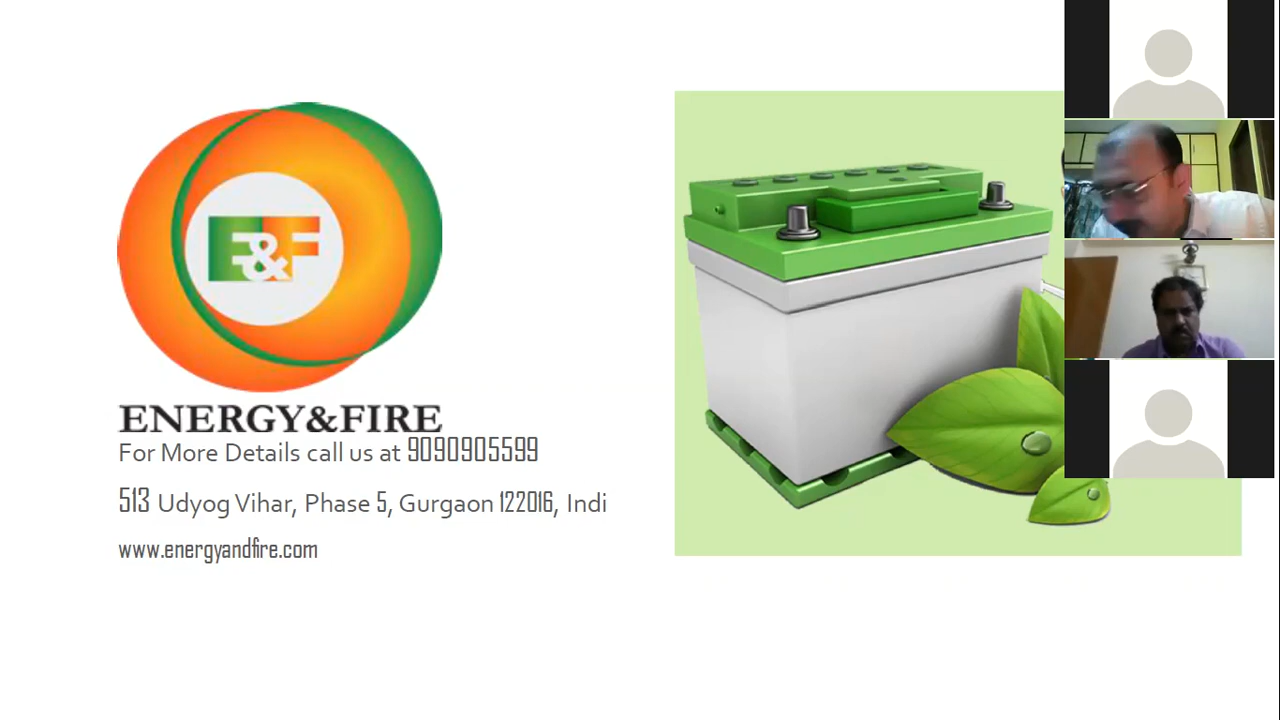 E&F
ENERGY&FIRE
For More Details call us at 9090905599
513 Udyog Vihar, Phase 5, Gurgaon 122016, Indi
www.energyandfire.com